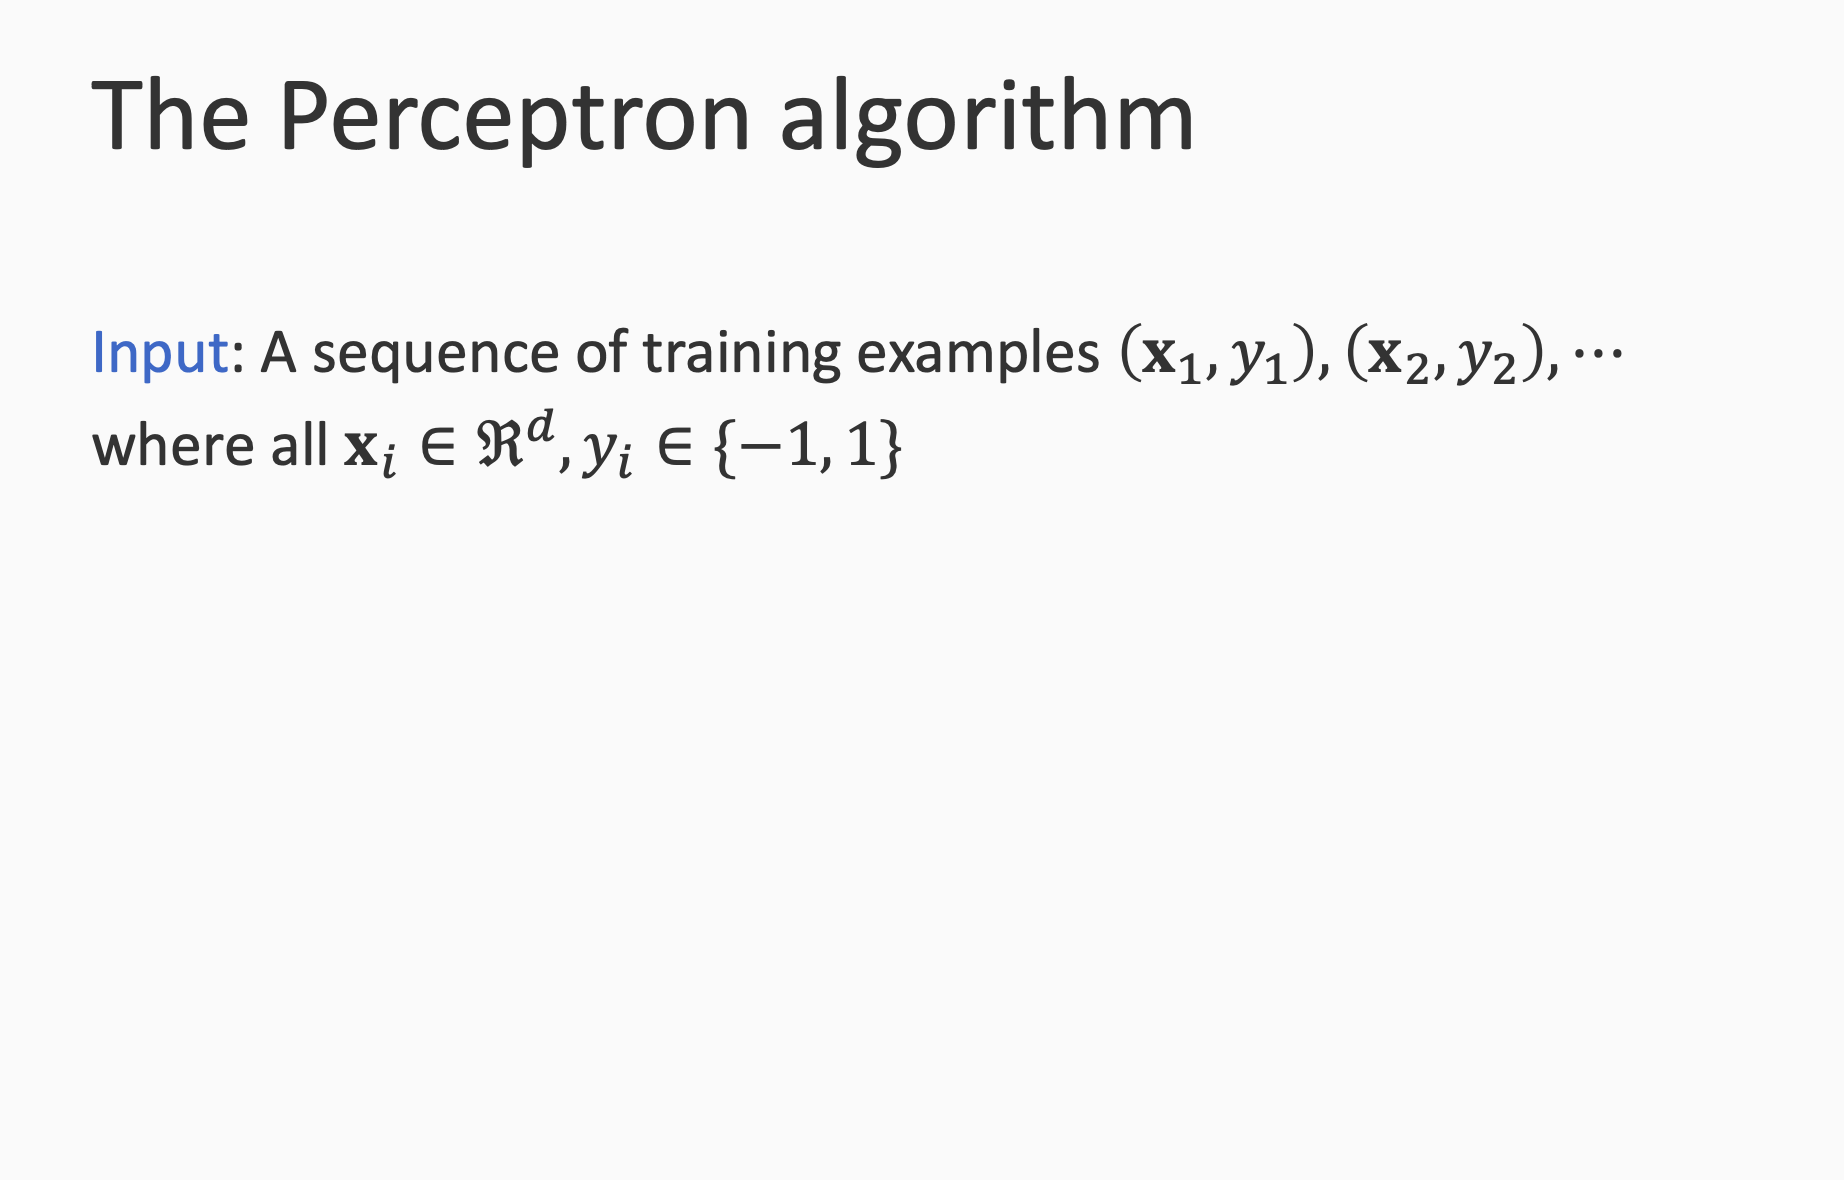 The Perceptron algorithm
Input: A sequence of training examples (𝐱₁, 𝑦₁), (𝐱₂, 𝑦₂), ⋯
where all 𝐱ᵢ ∈ ℜᵈ, 𝑦ᵢ ∈ {−1, 1}